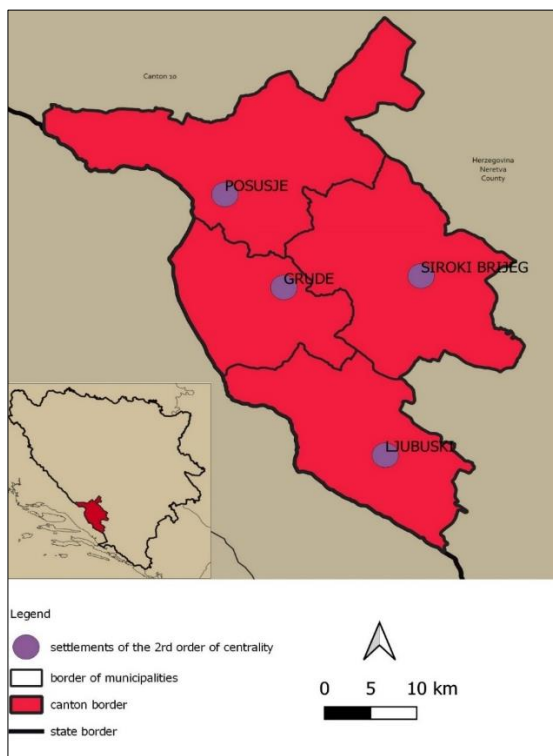 Canton 10
Herzegovina
Neretva
County
POSUSJE
SIROKI BRIJEG
GRUDE
LJUBUSKI
Legend
settlements of the 2rd order of centrality
border of municipalities
canton border
state border
0 5 10 km